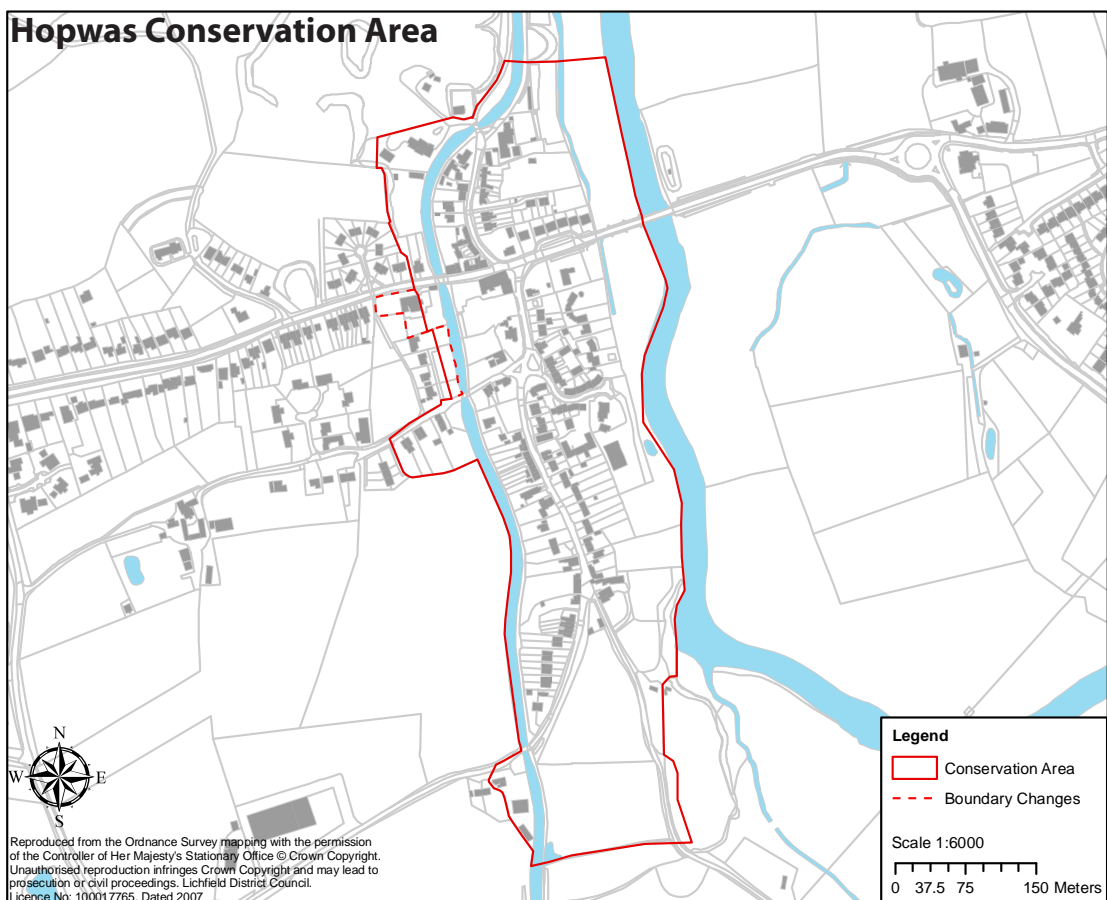 Hopwas Conservation Area
N
W E
S
Reproduced from the Ordnance Survey mapping with the permission
of the Controller of Her Majesty's Stationary Office © Crown Copyright.
Unauthorised reproduction infringes Crown Copyright and may lead to
prosecution or civil proceedings. Lichfield District Council.
Licence No: 100017765. Dated 2007
Legend
Conservation Area
Boundary Changes
Scale 1:6000
0 37.5 75 150 Meters